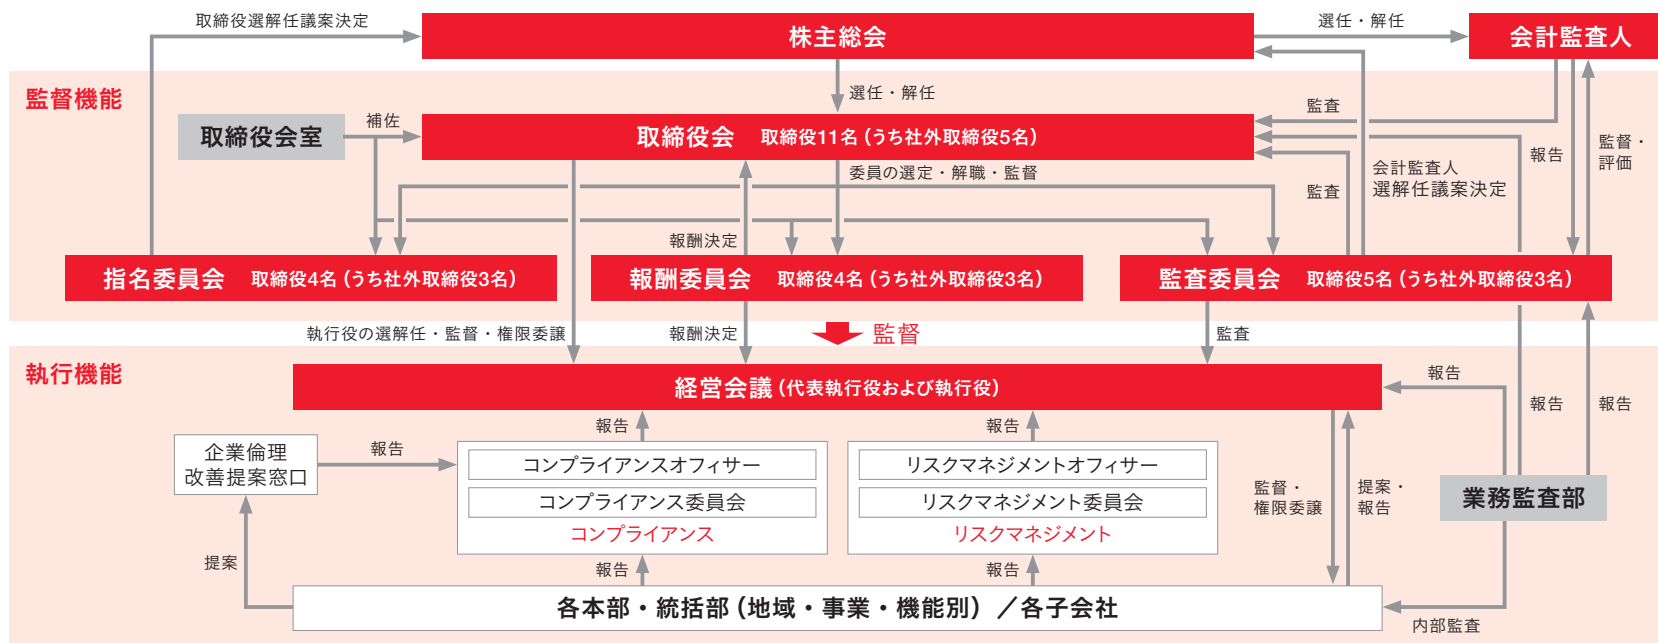 取締役選解任議案決定
株主総会
選任・解任
会計監査人
監督機能
選任・解任
監査
取締役会室
補佐
取締役会 取締役11名（うち社外取締役5名）
報告
監督・
評価
委員の選定・解職・監督
監査
会計監査人
選解任議案決定
報酬決定
指名委員会 取締役4名（うち社外取締役3名）
報酬委員会 取締役4名（うち社外取締役3名）
監査委員会 取締役5名（うち社外取締役3名）
執行役の選解任・監督・権限委譲
報酬決定
監督
監査
執行機能
経営会議（代表執行役および執行役）
報告
報告
報告
報告
報告
企業倫理
改善提案窓口
報告
コンプライアンスオフィサー
コンプライアンス委員会
コンプライアンス
リスクマネジメントオフィサー
リスクマネジメント委員会
リスクマネジメント
監督・
権限委譲
提案・
報告
業務監査部
提案
報告
報告
各本部・統括部（地域・事業・機能別）／各子会社
内部監査